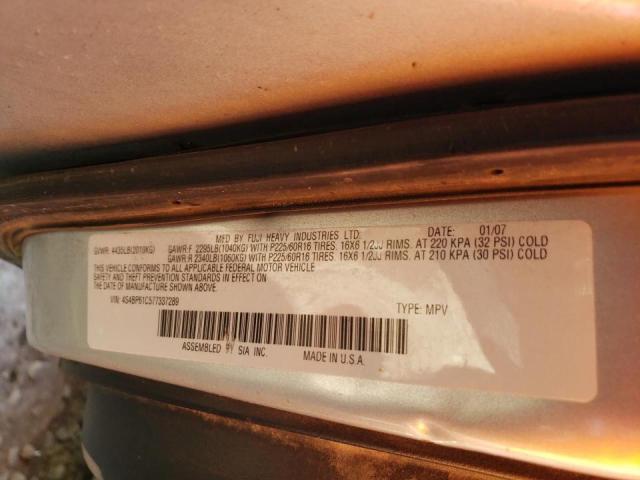 MFD. BY FUJI HEAVY INDUSTRIES LTD. DATE: 01/07
GVWR: 4435LB(2010KG) GAWR:F 2295LB(1040KG) WITH P225/60R16 TIRES. 16X6 1/2JJ RIMS. AT 220 KPA (32 PSI) COLD
GAWR:R 2340LB(1060KG) WITH P225/60R16 TIRES. 16X6 1/2JJ RIMS. AT 210 KPA (30 PSI) COLD
THIS VEHICLE CONFORMS TO ALL APPLICABLE FEDERAL MOTOR VEHICLE
SAFETY AND THEFT PREVENTION STANDARDS IN EFFECT ON
THE DATE OF MANUFACTURE SHOWN ABOVE.
VIN: 4S4BP61C577337289 TYPE: MPV
ASSEMBLED BY SIA INC. MADE IN U.S.A.